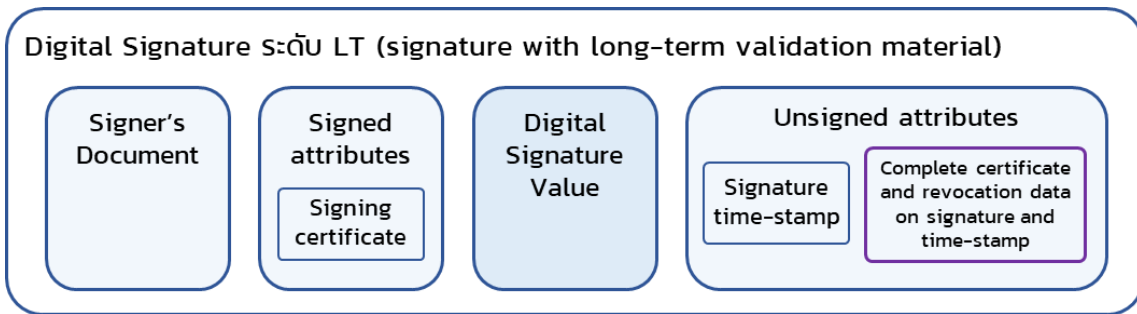 Digital Signature ระดับ LT (signature with long-term validation material)
Signer's
Document
Signed
attributes
Signing
certificate
Digital
Signature
Value
Unsigned attributes
Signature
time-stamp
Complete certificate
and revocation data
on signature and
time-stamp